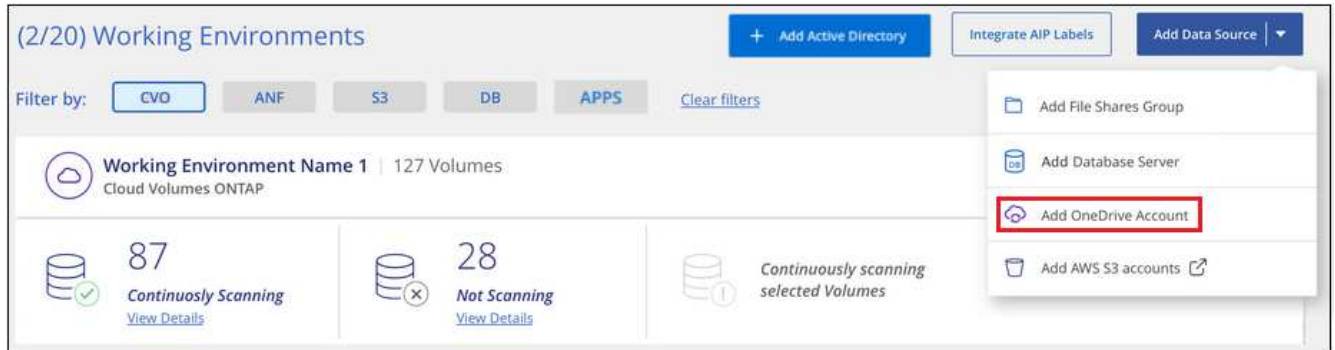 (2/20) Working Environments
+ Add Active Directory
Integrate AIP Labels
Add Data Source
Filter by:
CVO
ANF
S3
DB
APPS
Clear filters
Add File Shares Group
DB
Add Database Server
Add OneDrive Account
Add AWS S3 accounts
Working Environment Name 1 | 127 Volumes
Cloud Volumes ONTAP
87
Continuosly Scanning
View Details
28
Not Scanning
View Details
Continuously scanning
selected Volumes